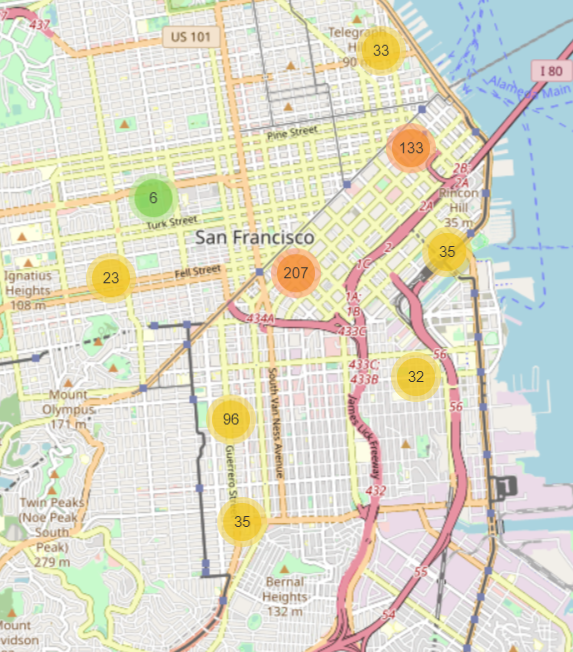 437
US 101
Telegraph
Hill
90 m
33
I 80
Alameda Main
Pine Street
133
2B
2A
2A
Rincon
Hill
35 m
6
Turk Street
San Francisco
2
35
Ignatius
Heights
108 m
23
Fell Street
207
1C
1A;
1B
434A
433C
433C;
433B
56
32
Mount
Olympus
171 m
96
South Van Ness Avenue
James Lick Freeway
56
Guerrero Str
432
Twin Peaks
(Noe Peak /
South
Peak)
279 m
35
Bernal
Heights
132 m
55
54
Mount
vidson